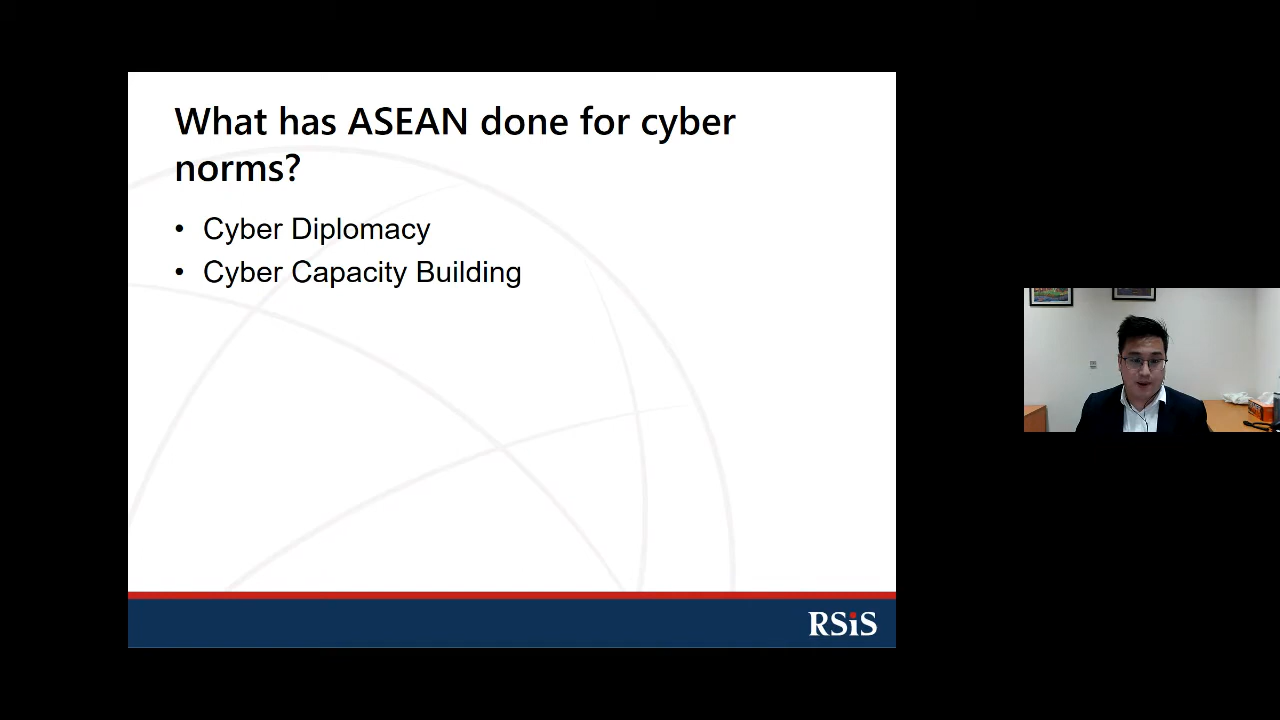 What has ASEAN done for cyber
norms?
• Cyber Diplomacy
• Cyber Capacity Building
RSiS